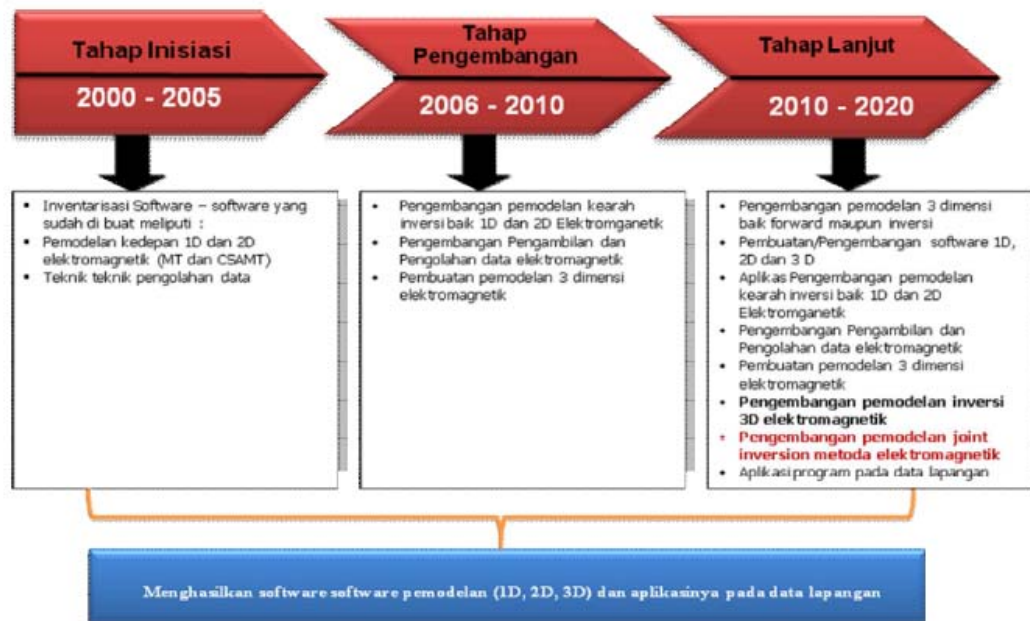 Tahap Inisiasi
2000 - 2005
Tahap
Pengembangan
2006 - 2010
Tahap Lanjut
2010 - 2020
▪ Inventarisasi Software – software yang
sudah di buat meliputi :
▪ Pemodelan kedepan 1D dan 2D
elektromagnetik (MT dan CSAMT)
▪ Teknik teknik pengolahan data
• Pengembangan pemodelan kearah
inversi baik 1D dan 2D Elektromganetik
• Pengembangan Pengambilan dan
Pengolahan data elektromagnetik
• Pembuatan pemodelan 3 dimensi
elektromagnetik
• Pengembangan pemodelan 3 dimensi
baik forward maupun inversi
• Pembuatan/Pengembangan software 1D,
2D dan 3 D
• Aplikas Pengembangan pemodelan
kearah inversi baik 1D dan 2D
Elektromganetik
• Pengembangan Pengambilan dan
Pengolahan data elektromagnetik
• Pembuatan pemodelan 3 dimensi
elektromagnetik
• Pengembangan pemodelan inversi
3D elektromagnetik
• Pengembangan pemodelan joint
inversion metoda elektromagnetik
• Aplikasi program pada data lapangan
Menghasilkan software software pemodelan (1D, 2D, 3D) dan aplikasinya pada data lapangan